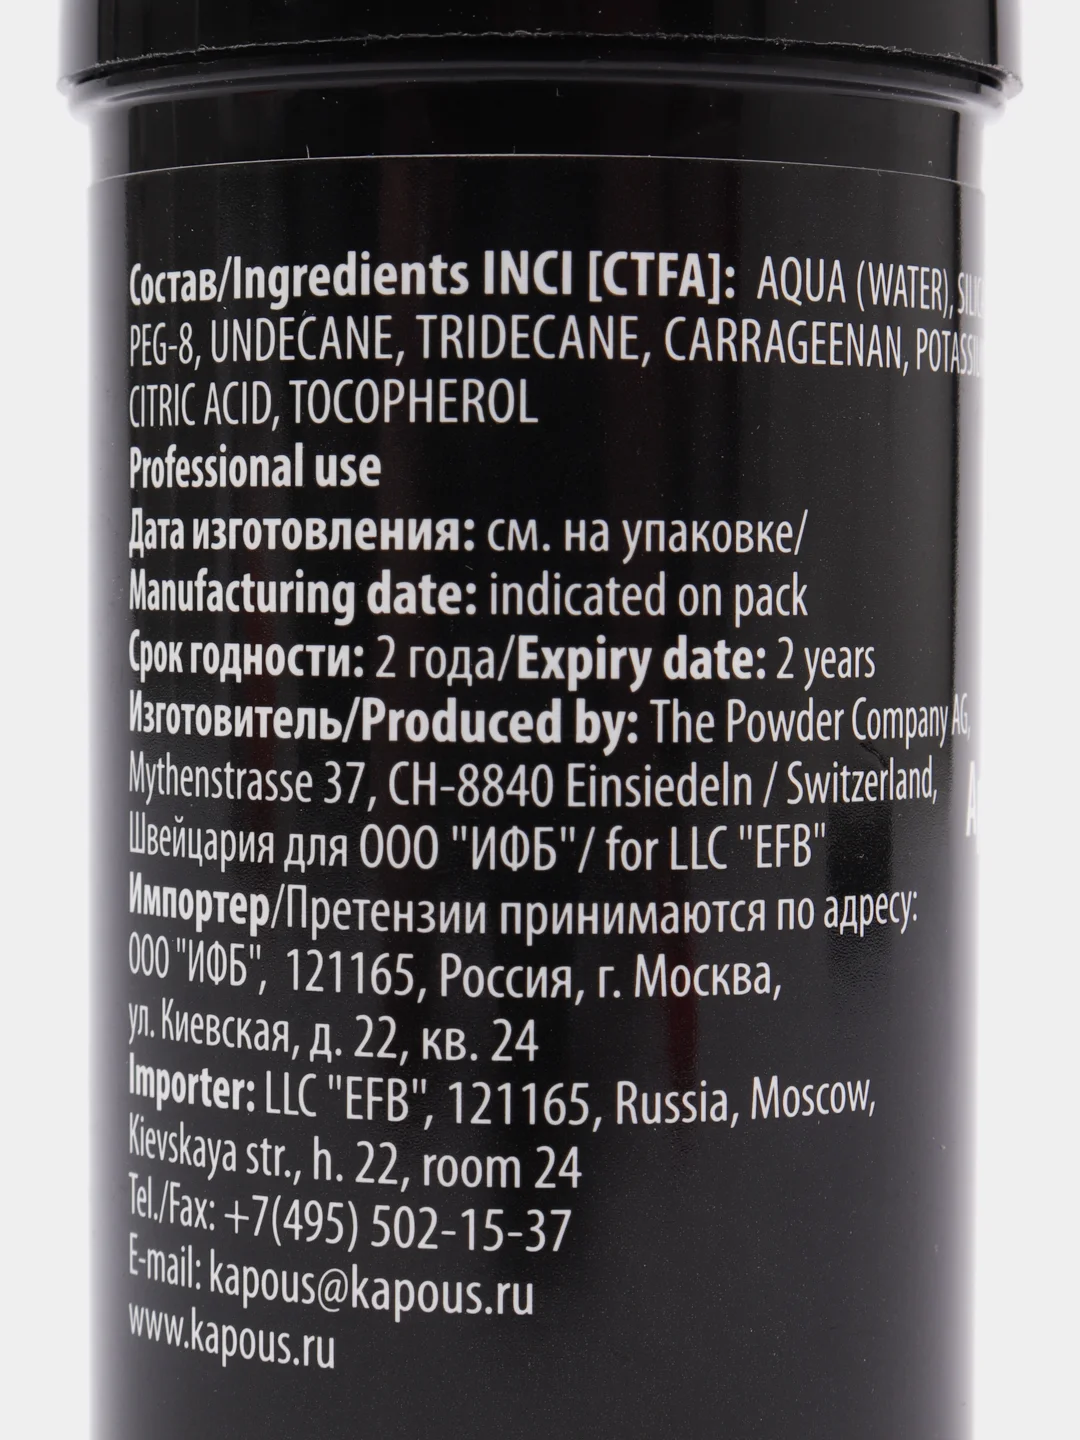 Состав/Ingredients INCI [CTFA]: AQUA (WATER),
PEG-8, UNDECANE, TRIDECANE, CARRAGEENAN,
CITRIC ACID, TOCOPHEROL
Professional use
Дата изготовления: см. на упаковке/
Manufacturing date: indicated on pack
Срок годности: 2 года/Expiry date: 2 years
Изготовитель/Produced by: The Powder Company AG,
Mythenstrasse 37, CH-8840 Einsiedeln / Switzerland,
Швейцария для ООО "ИФБ"/ for LLC "EFB"
Импортер/Претензии принимаются по адресу:
ООО "ИФБ", 121165, Россия, г. Москва,
ул. Киевская, д. 22, кв. 24
Importer: LLC "EFB", 121165, Russia, Moscow,
Kievskaya str., h. 22, room 24
Tel./Fax: +7(495) 502-15-37
E-mail: kapous@kapous.ru
www.kapous.ru